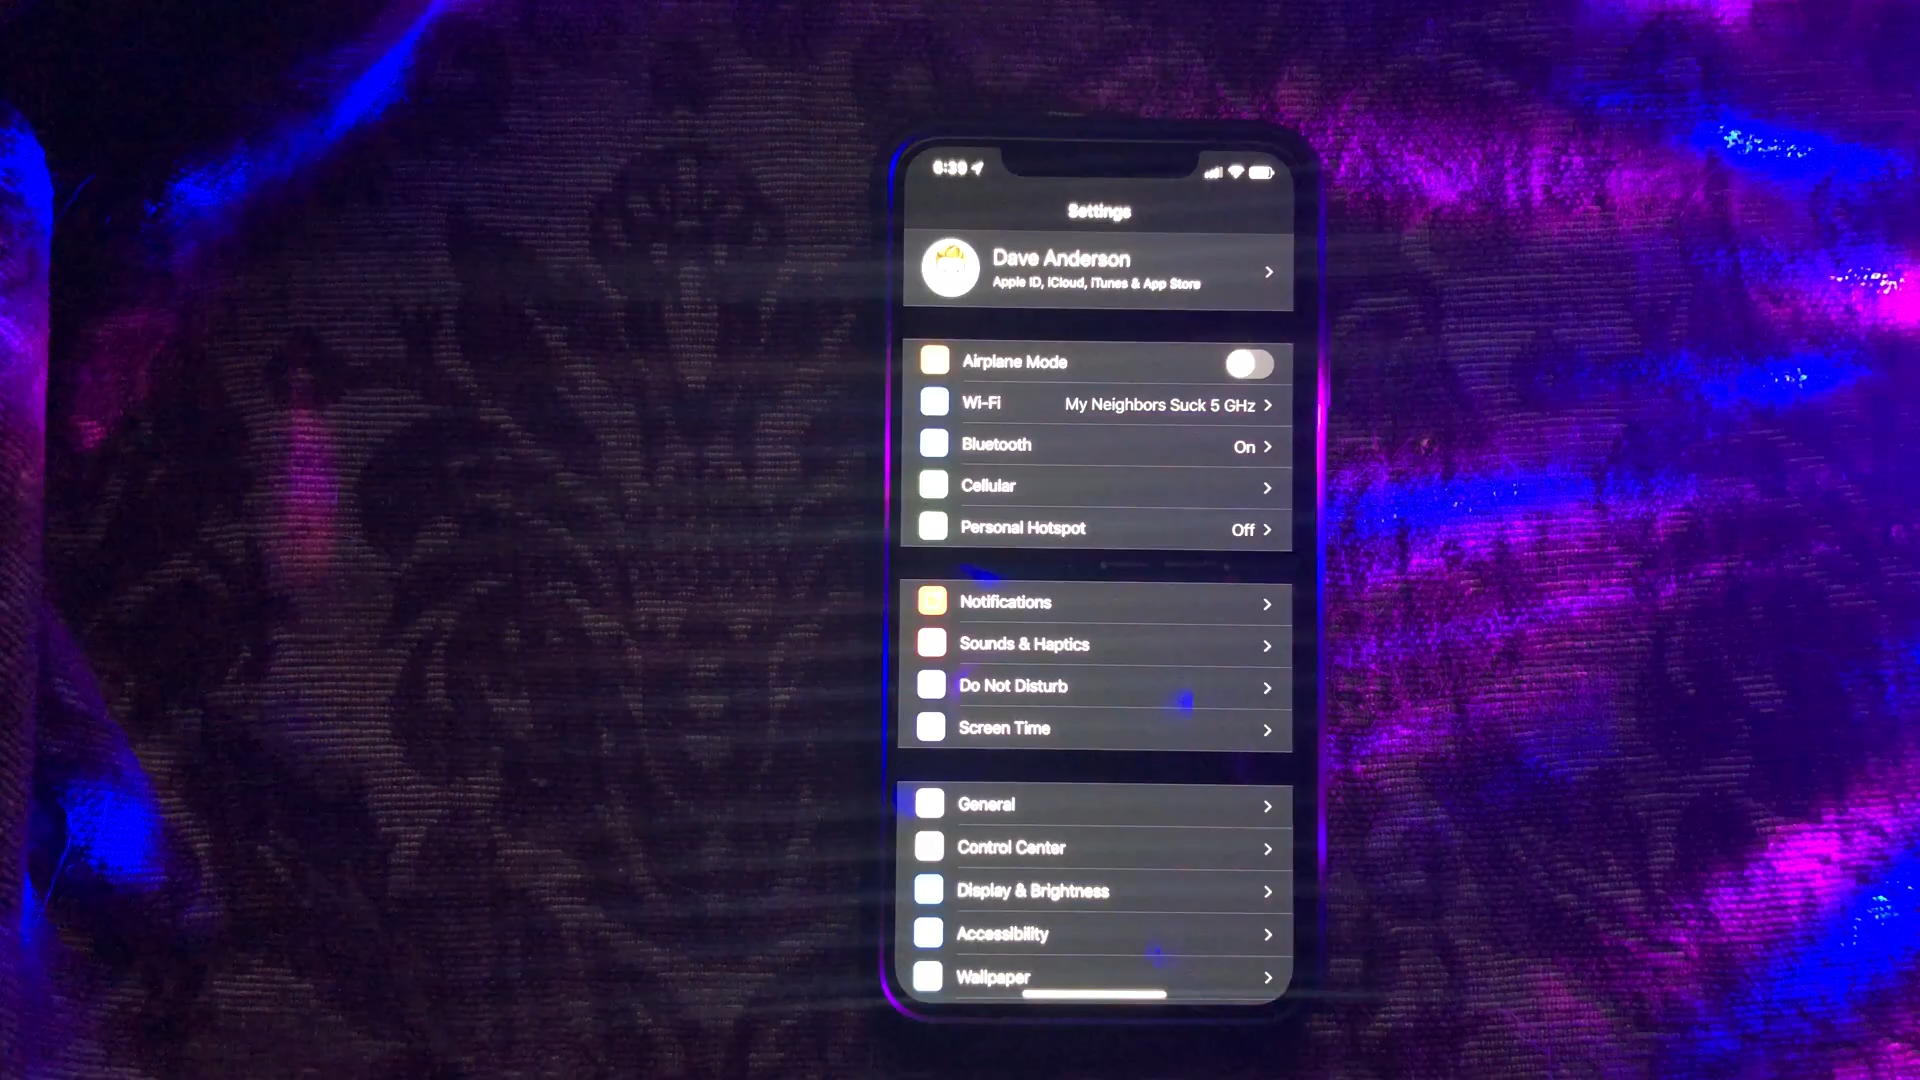 6:39
Settings
Dave Anderson
Apple ID, iCloud, iTunes & App Store
Airplane Mode
Wi-Fi My Neighbors Suck 5 GHz
Bluetooth On
Cellular
Personal Hotspot Off
Notifications
Sounds & Haptics
Do Not Disturb
Screen Time
General
Control Center
Display & Brightness
Accessibility
Wallpaper